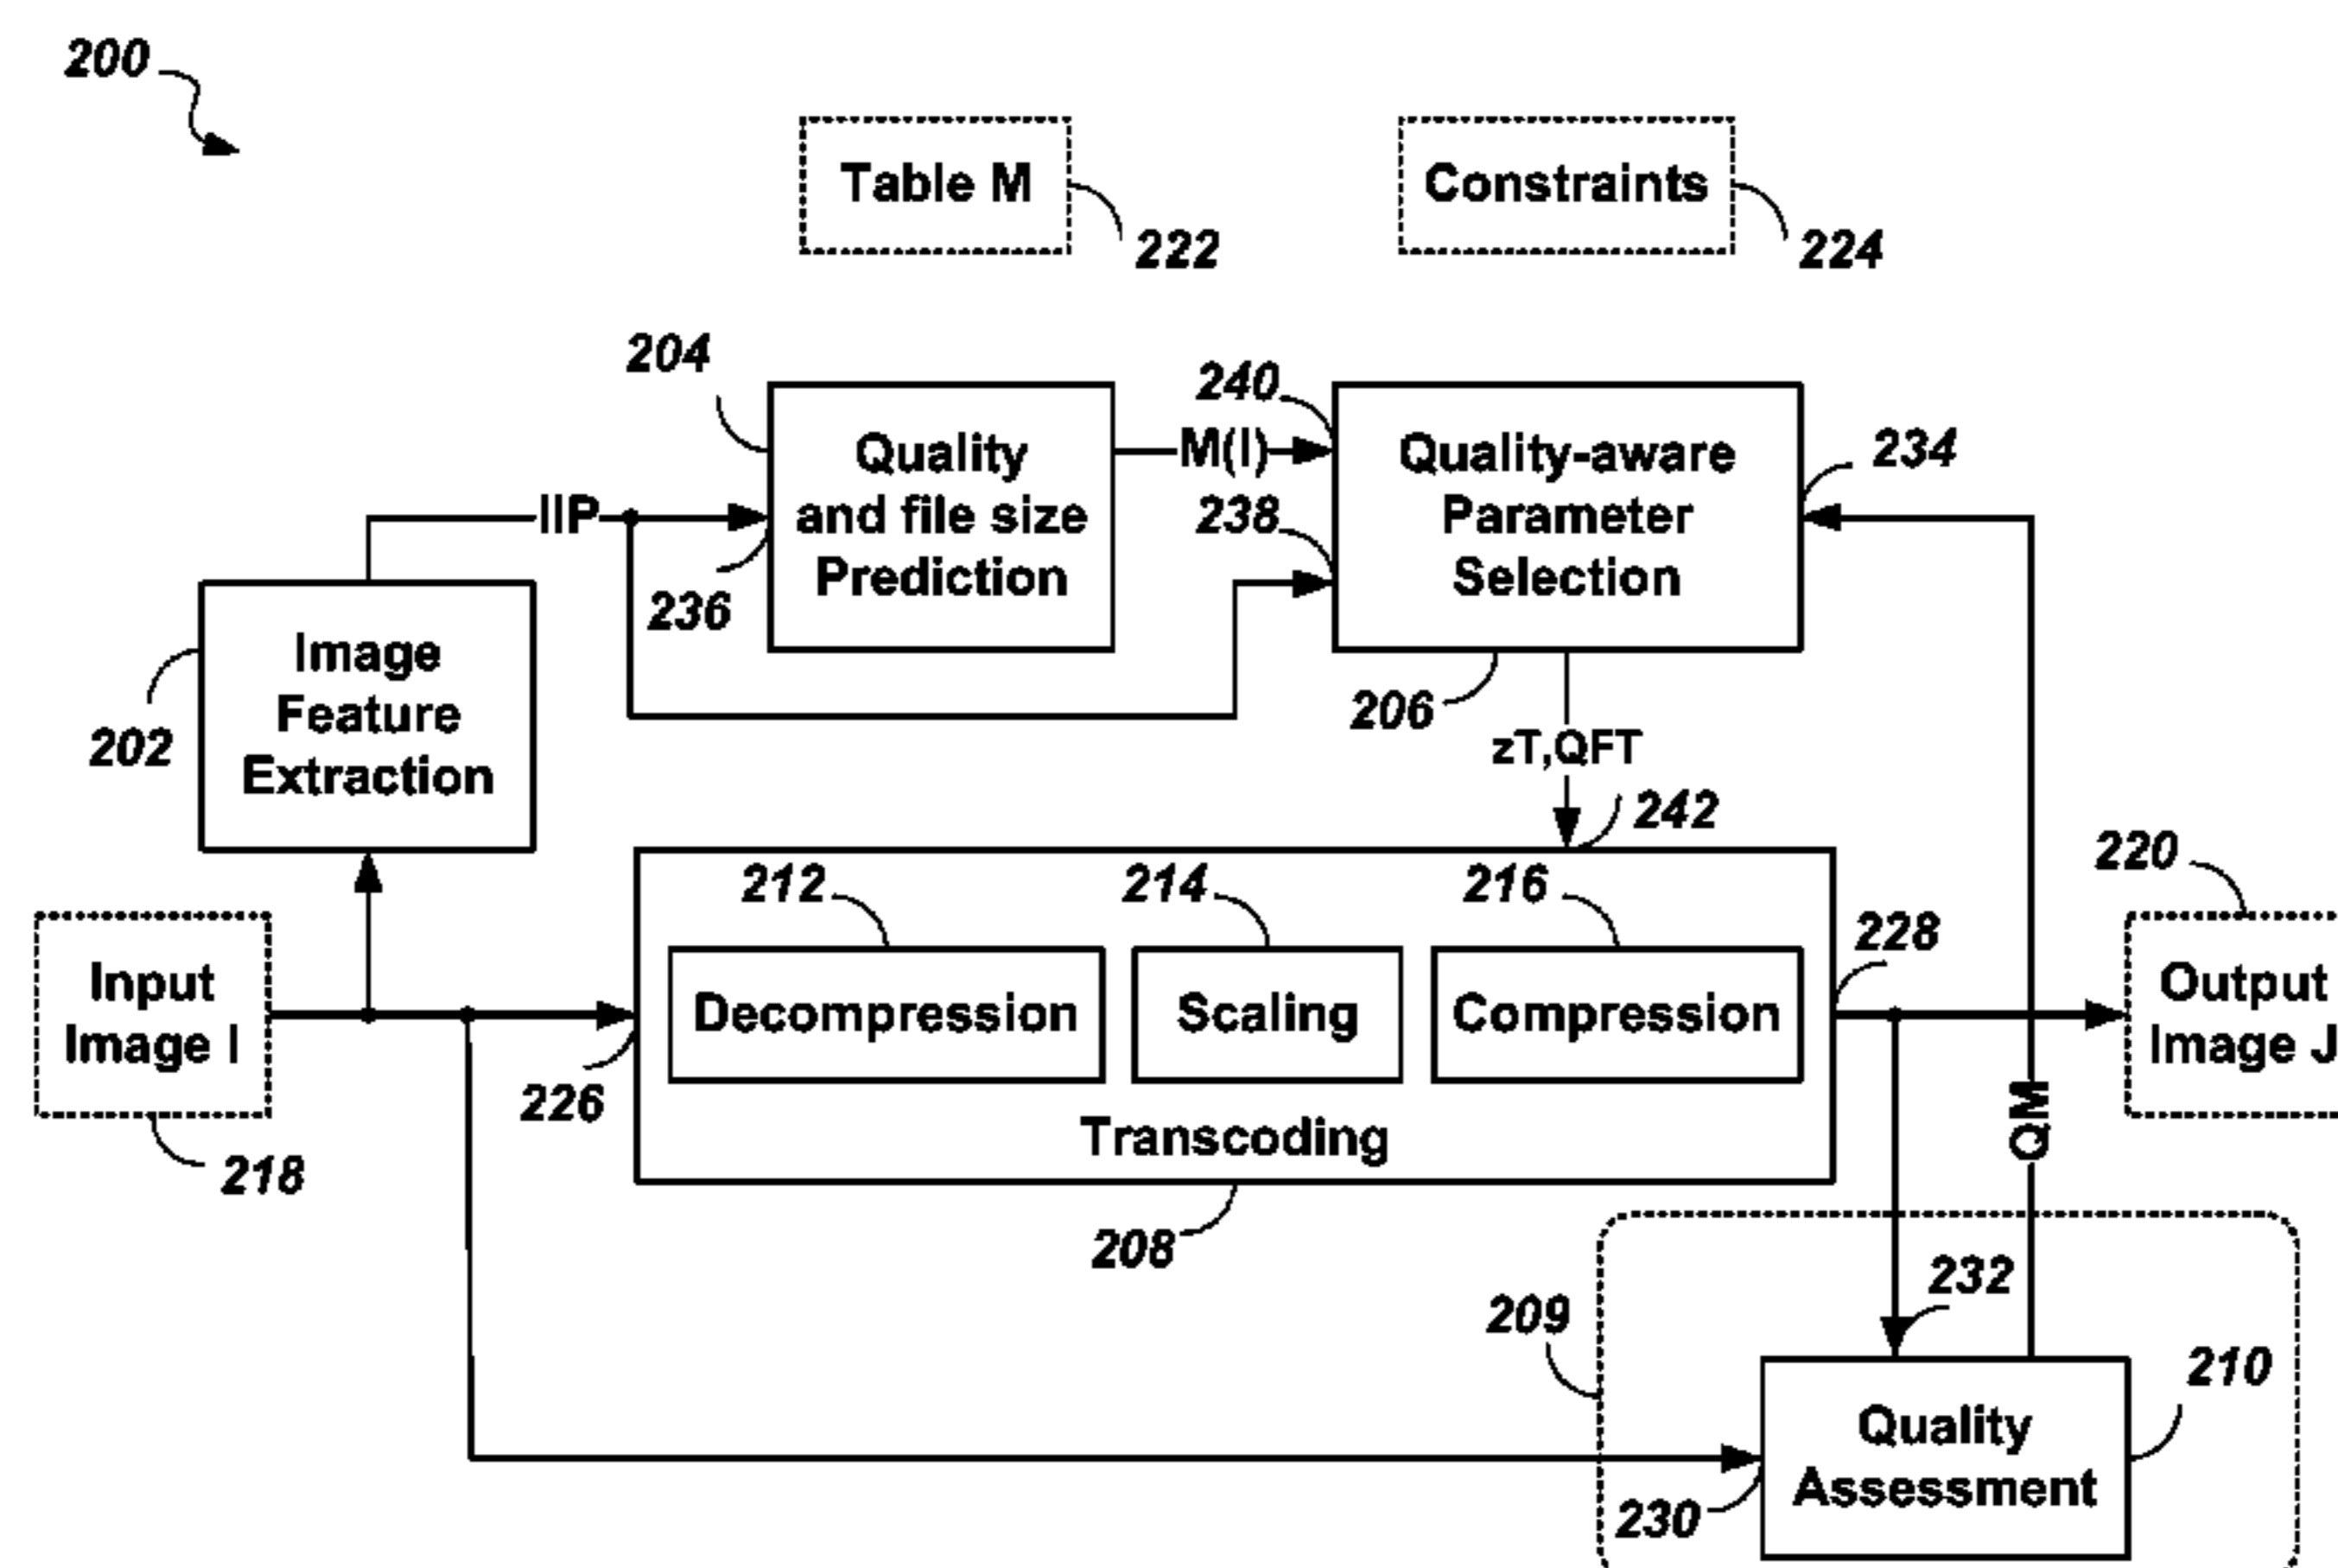 200
Table M
222
Constraints
224
204
Quality
and file size
Prediction
236
IIP
M(I)
240
238
Quality-aware
Parameter
Selection
234
206
zT,QFT
242
Image
Feature
Extraction
202
Input
Image I
218
226
212
Decompression
214
Scaling
216
Compression
Transcoding
208
228
220
Output
Image J
QM
209
232
210
Quality
Assessment
230